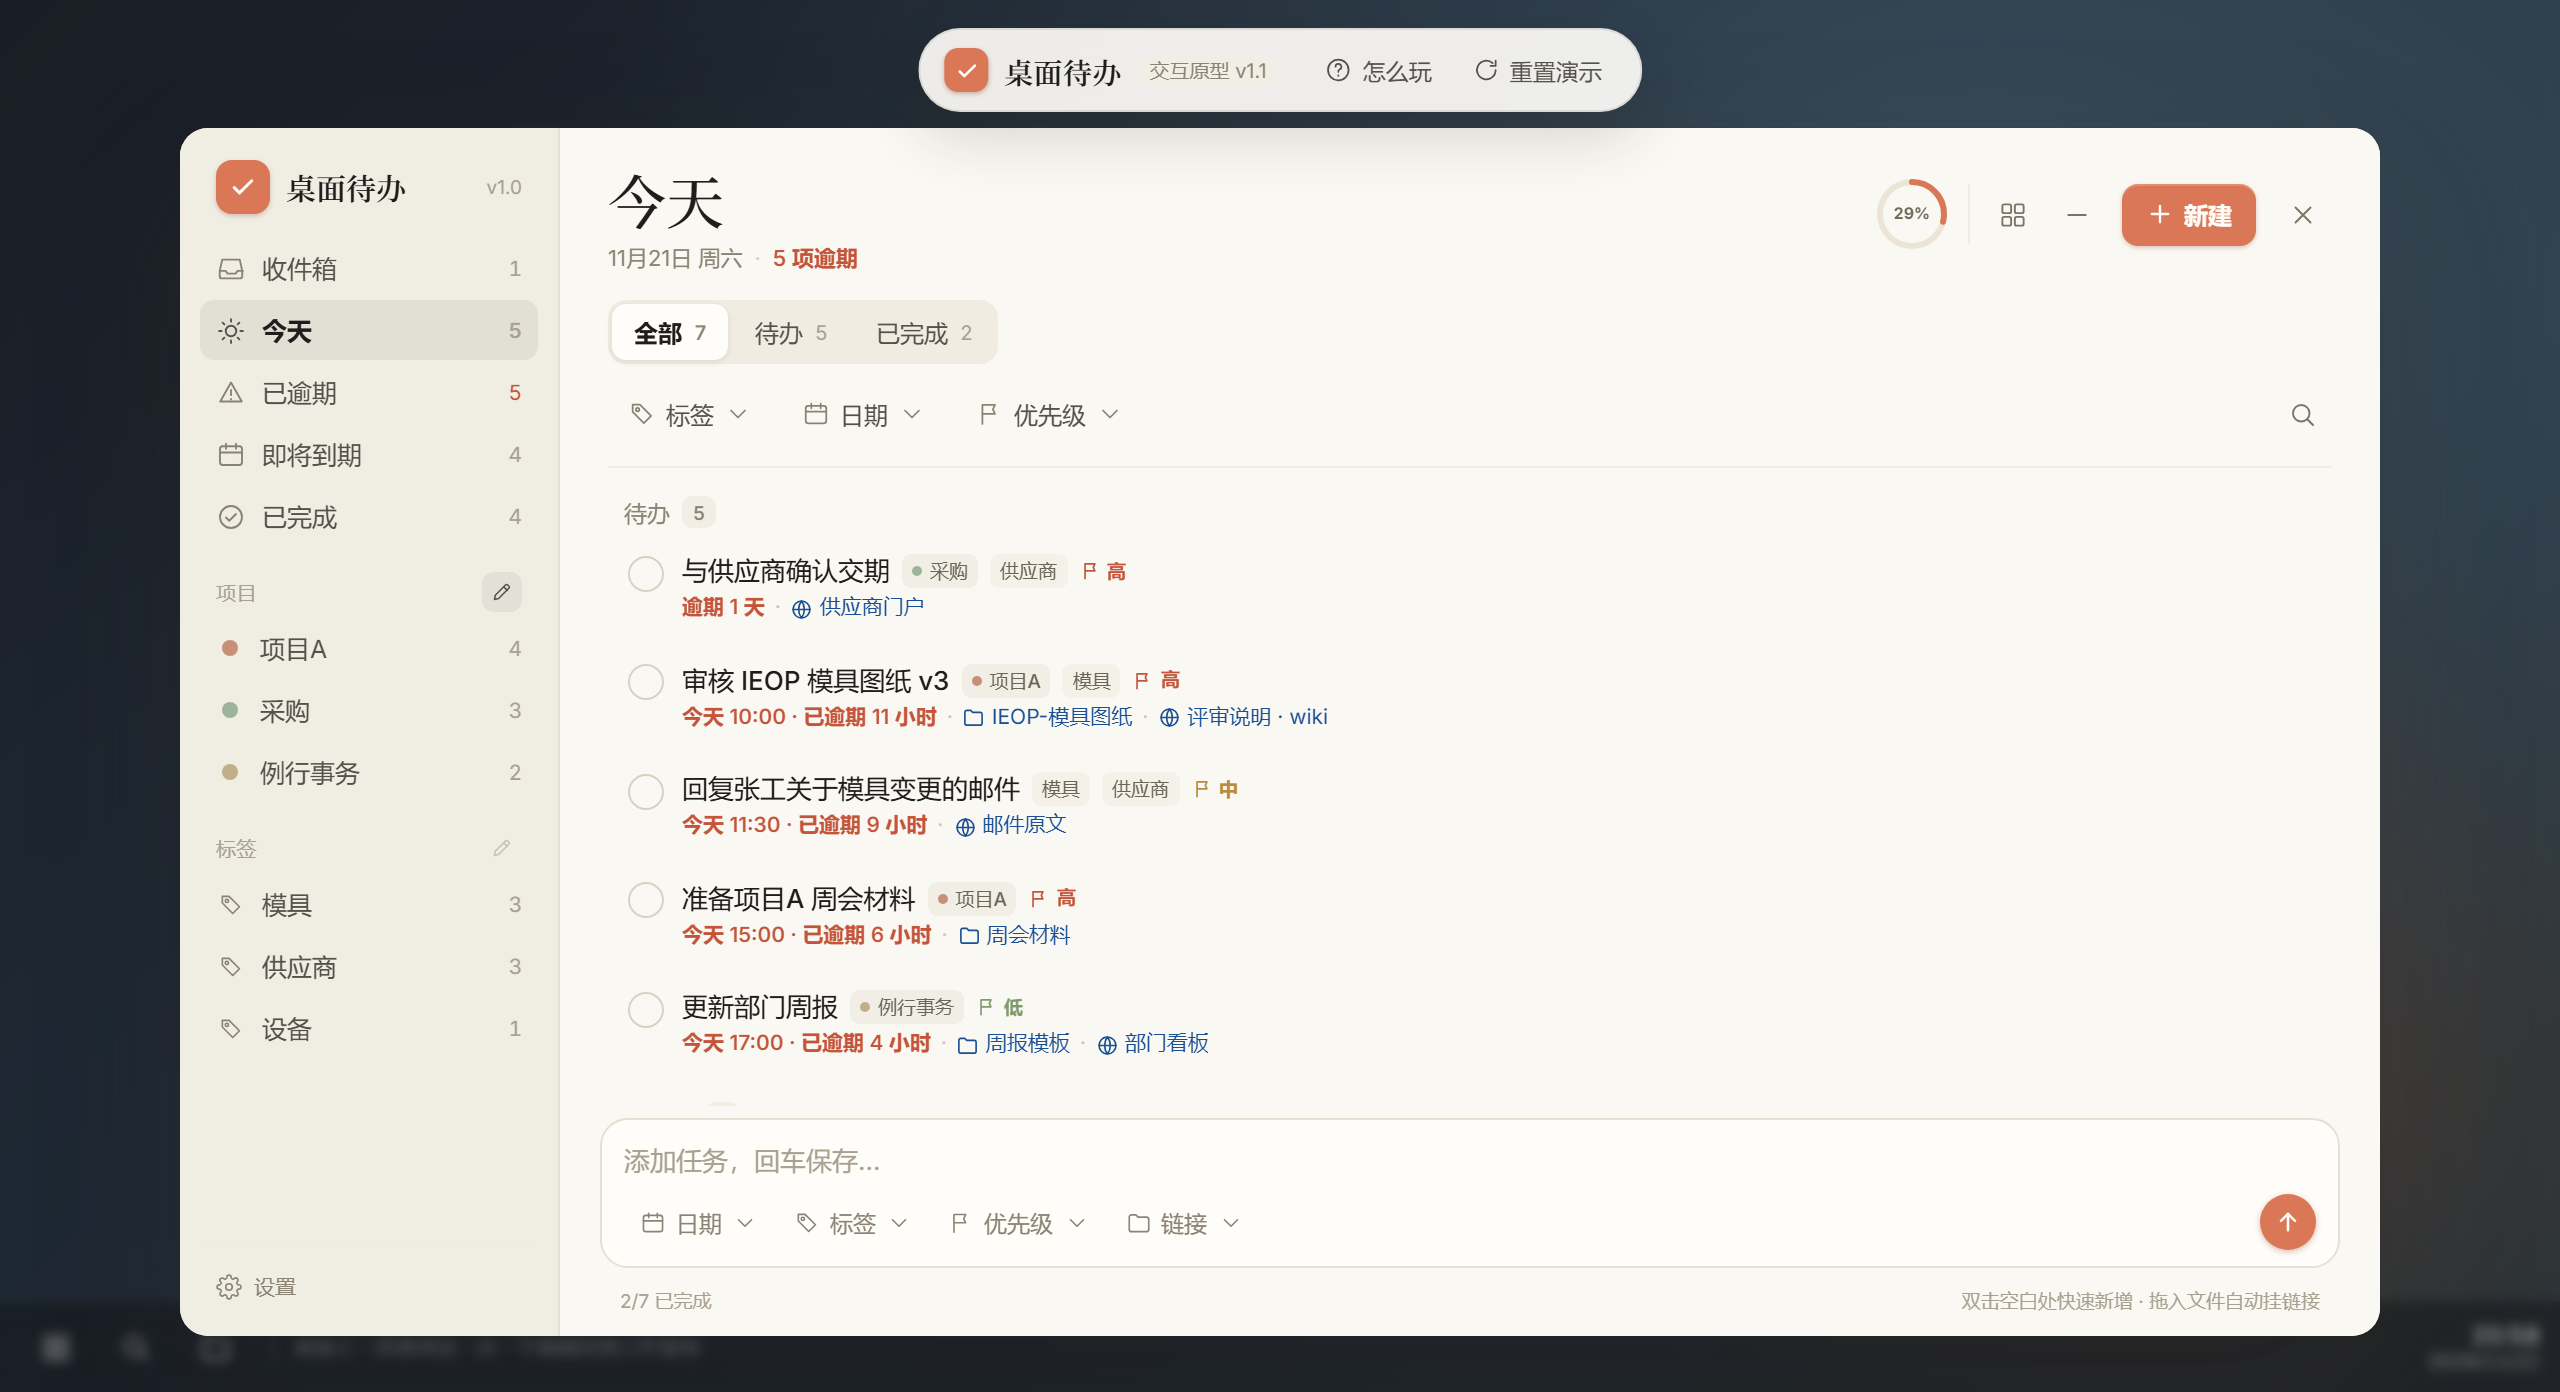 桌面待办 交互原型 v1.1 怎么玩 重置演示
桌面待办 v1.0
收件箱 1
今天 5
已逾期 5
即将到期 4
已完成 4
项目
项目A 4
采购 3
例行事务 2
标签
模具 3
供应商 3
设备 1
设置
今天
11月21日 周六 · 5 项逾期
29%
新建
全部 7 待办 5 已完成 2
标签 日期 优先级
待办 5
与供应商确认交期 采购 供应商 高
逾期 1 天 · 供应商门户
审核 IEOP 模具图纸 v3 项目A 模具 高
今天 10:00 · 已逾期 11 小时 · IEOP-模具图纸 · 评审说明 · wiki
回复张工关于模具变更的邮件 模具 供应商 中
今天 11:30 · 已逾期 9 小时 · 邮件原文
准备项目A 周会材料 项目A 高
今天 15:00 · 已逾期 6 小时 · 周会材料
更新部门周报 例行事务 低
今天 17:00 · 已逾期 4 小时 · 周报模板 · 部门看板
添加任务，回车保存...
日期 标签 优先级 链接
2/7 已完成
双击空白处快速新增 · 拖入文件自动挂链接